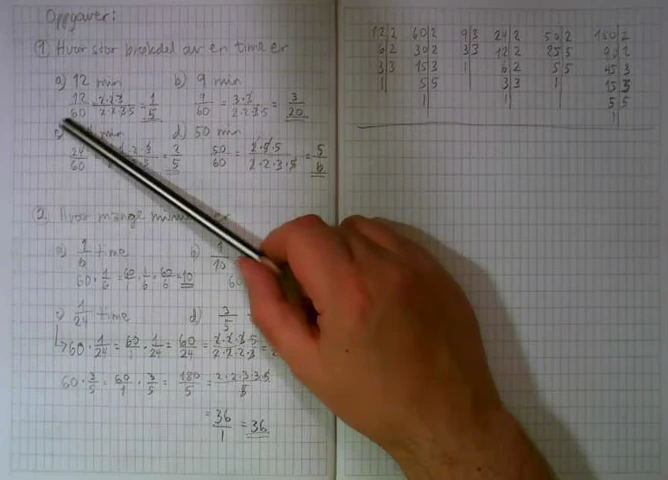 Oppgaver:
① Hvor stor brøkdel av en time er
a) 12 min b) 9 min
12/60 = 2·2·3/2·2·3·5 = 1/5 9/60 = 3·3/2·2·3·5 = 3/20
min d) 50 min
24/60 = 2/5 50/60 = 2·5·5/2·2·3·5 = 5/6
② Hvor mange minutter er
a) 1/6 time b) 1/10
60·1/6 = 60/1·1/6 = 60/6 = 10 60
c) 1/24 time d) 3/5
60·1/24 = 60/1·1/24 = 60/24 = 2·2·3·5/2·2·2·3 =
60·3/5 = 60/1·3/5 = 180/5 = 2·2·3·3·5/5
= 36/1 = 36
12|2 60|2 9|3 24|2 50|2 180|2
6|2 30|2 3|3 12|2 25|5 90|2
3|3 15|3 1| 6|2 5|5 45|3
1| 5|5 3|3 1| 15|3
1| 1| 5|5
1|